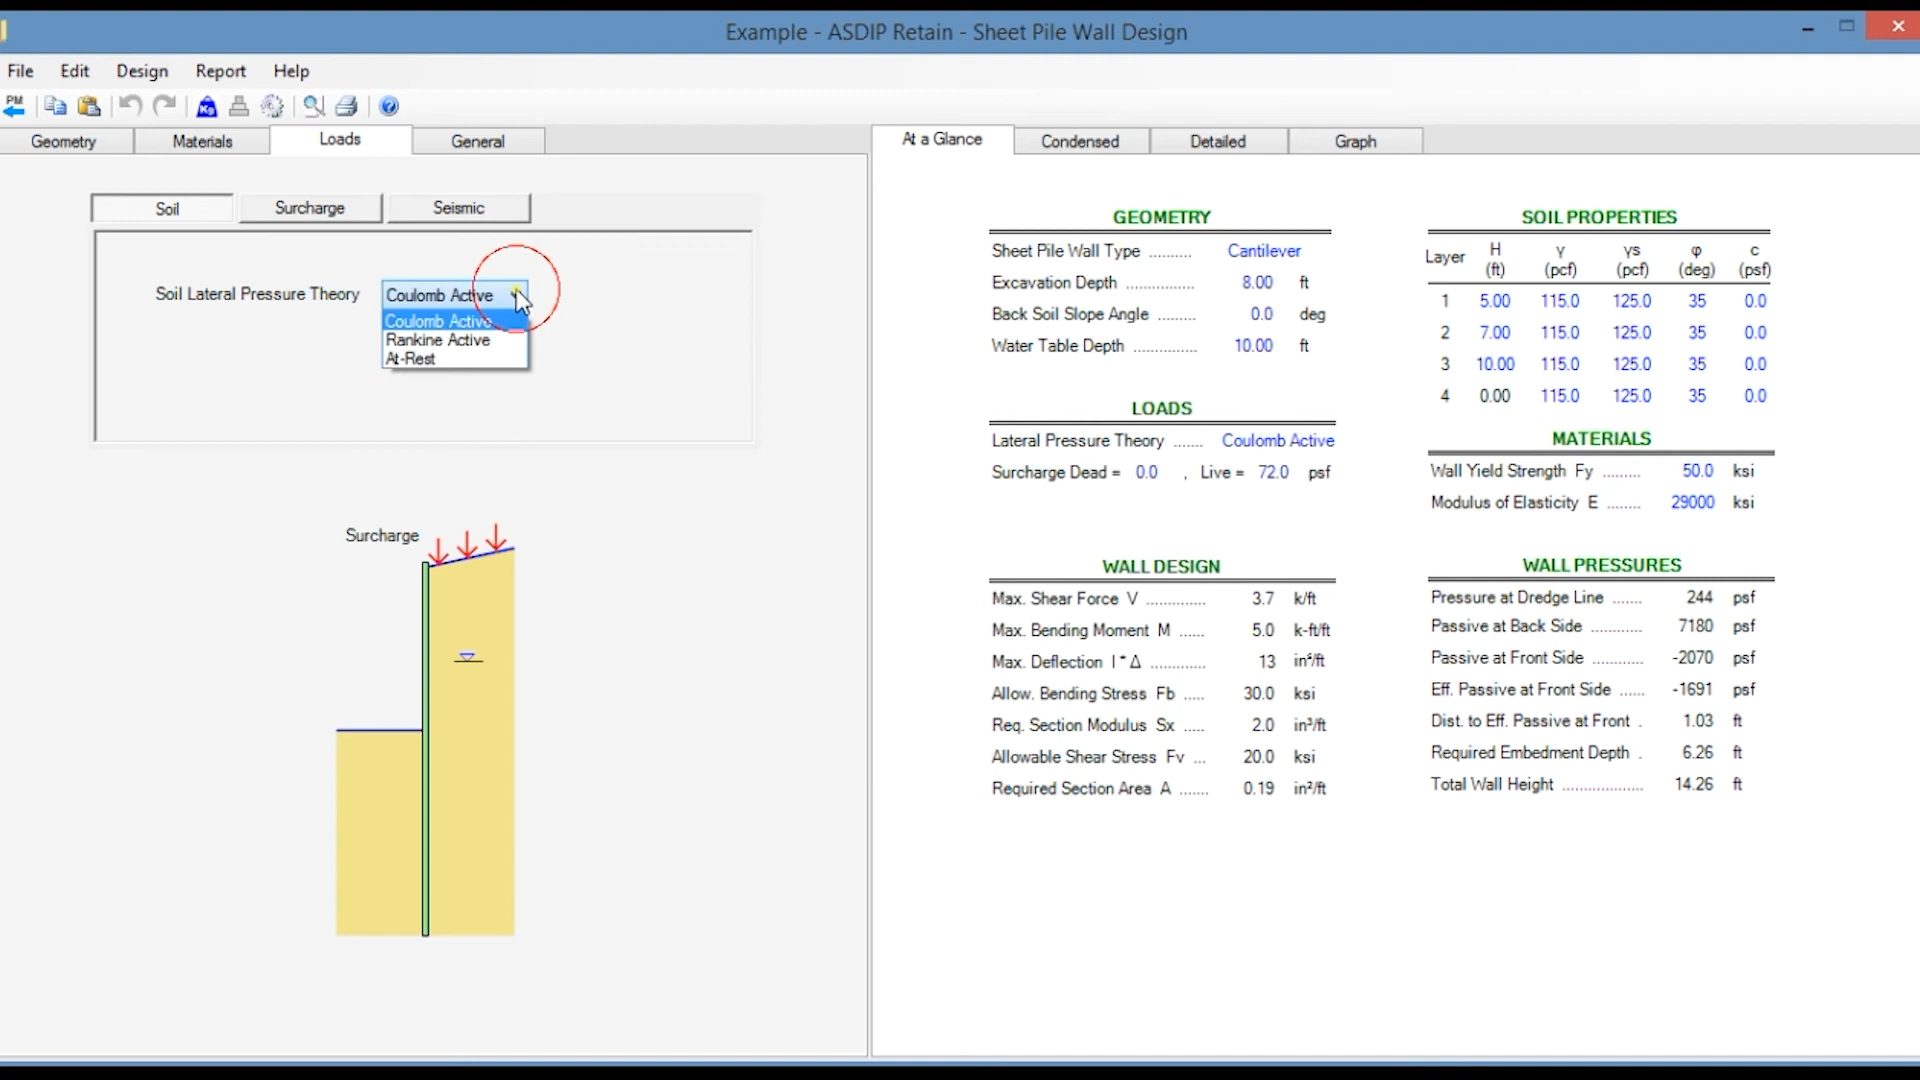 Example - ASDIP Retain - Sheet Pile Wall Design
File Edit Design Report Help
PM Kg
Geometry Materials Loads General
At a Glance Condensed Detailed Graph
Soil Surcharge Seismic
Soil Lateral Pressure Theory Coulomb Active
Coulomb Active
Rankine Active
At-Rest
Surcharge
GEOMETRY
Sheet Pile Wall Type .......... Cantilever
Excavation Depth ................ 8.00 ft
Back Soil Slope Angle ......... 0.0 deg
Water Table Depth .............. 10.00 ft
LOADS
Lateral Pressure Theory ....... Coulomb Active
Surcharge Dead = 0.0 , Live = 72.0 psf
WALL DESIGN
Max. Shear Force V ............. 3.7 k/ft
Max. Bending Moment M ...... 5.0 k-ft/ft
Max. Deflection I * Δ ............ 13 in⁴/ft
Allow. Bending Stress Fb ..... 30.0 ksi
Req. Section Modulus Sx ..... 2.0 in³/ft
Allowable Shear Stress Fv ... 20.0 ksi
Required Section Area A ....... 0.19 in²/ft
SOIL PROPERTIES
Layer H (ft) γ (pcf) γs (pcf) φ (deg) c (psf)
1 5.00 115.0 125.0 35 0.0
2 7.00 115.0 125.0 35 0.0
3 10.00 115.0 125.0 35 0.0
4 0.00 115.0 125.0 35 0.0
MATERIALS
Wall Yield Strength Fy ......... 50.0 ksi
Modulus of Elasticity E ........ 29000 ksi
WALL PRESSURES
Pressure at Dredge Line ....... 244 psf
Passive at Back Side ............ 7180 psf
Passive at Front Side ............ -2070 psf
Eff. Passive at Front Side ...... -1691 psf
Dist. to Eff. Passive at Front . 1.03 ft
Required Embedment Depth . 6.26 ft
Total Wall Height ................... 14.26 ft